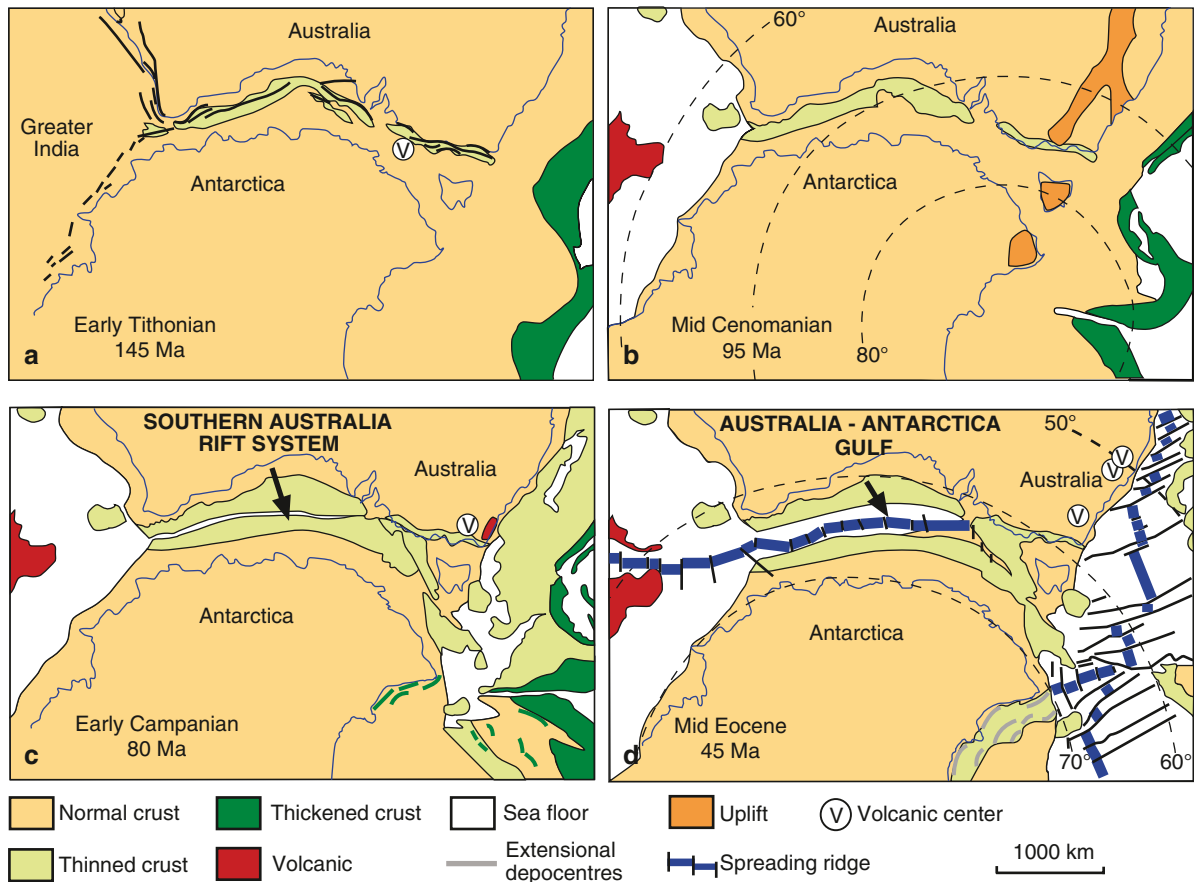 Australia
Greater
India
Antarctica
V
Early Tithonian
145 Ma
a
60°
Australia
Antarctica
Mid Cenomanian
95 Ma
80°
b
SOUTHERN AUSTRALIA
RIFT SYSTEM
Australia
V
Antarctica
Early Campanian
80 Ma
c
AUSTRALIA - ANTARCTICA
GULF
50°
V
V
Australia
V
Antarctica
Mid Eocene
45 Ma
d
70°
60°
Normal crust
Thickened crust
Sea floor
Uplift
V Volcanic center
Thinned crust
Volcanic
Extensional
depocentres
Spreading ridge
1000 km